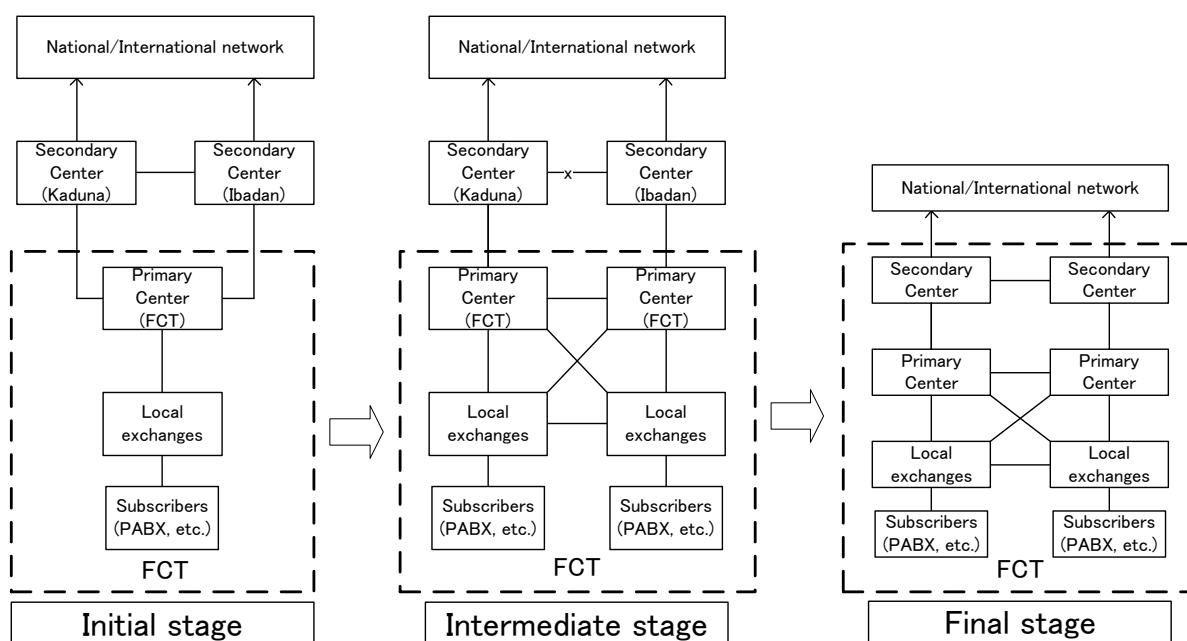 National/International network
Secondary
Center
(Kaduna)
Secondary
Center
(Ibadan)
Primary
Center
(FCT)
Local
exchanges
Subscribers
(PABX, etc.)
FCT
Initial stage
National/International network
Secondary
Center
(Kaduna)
x
Secondary
Center
(Ibadan)
Primary
Center
(FCT)
Primary
Center
(FCT)
Local
exchanges
Local
exchanges
Subscribers
(PABX, etc.)
Subscribers
(PABX, etc.)
FCT
Intermediate stage
National/International network
Secondary
Center
Secondary
Center
Primary
Center
Primary
Center
Local
exchanges
Local
exchanges
Subscribers
(PABX, etc.)
Subscribers
(PABX, etc.)
FCT
Final stage